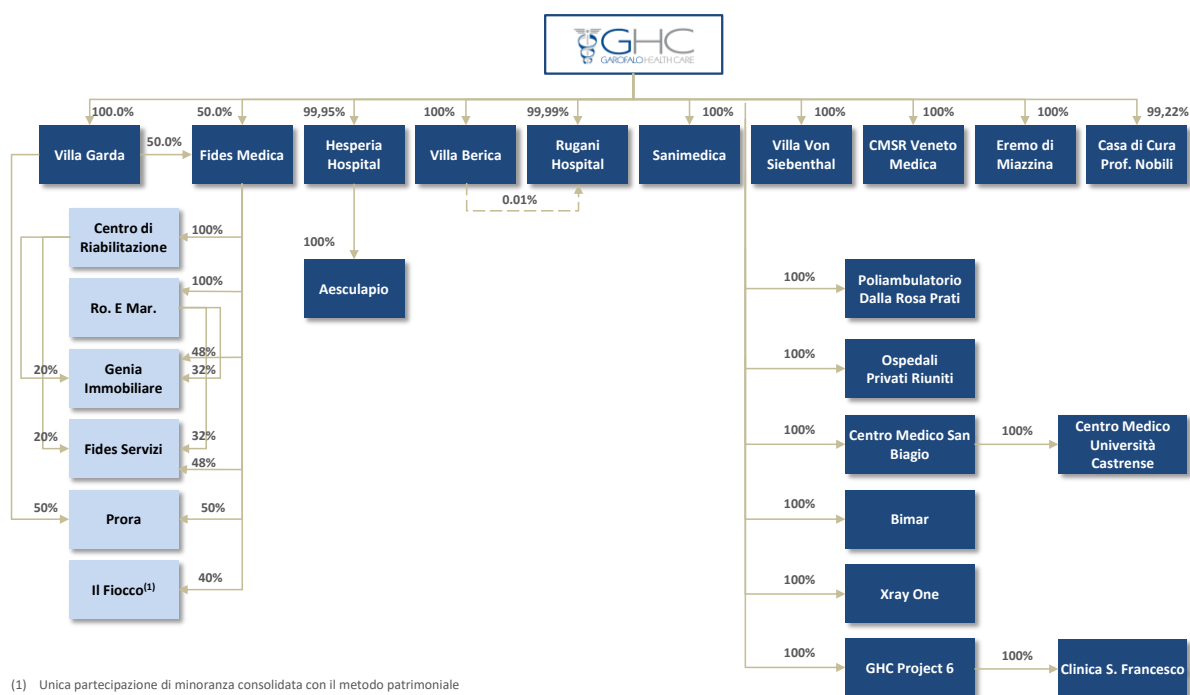 GHC
GAROFALO HEALTH CARE
100.0%
50.0%
99,95%
100%
99,99%
100%
100%
100%
100%
99,22%
Villa Garda
50.0%
Fides Medica
Hesperia
Hospital
Villa Berica
Rugani
Hospital
Sanimedica
Villa Von
Siebenthal
CMSR Veneto
Medica
Eremo di
Miazzina
Casa di Cura
Prof. Nobili
0.01%
Centro di
Riabilitazione
100%
100%
Aesculapio
100%
Ro. E Mar.
48%
20%
Genia
Immobiliare
32%
20%
Fides Servizi
32%
48%
50%
Prora
50%
Il Fiocco(1)
40%
100%
Poliambulatorio
Dalla Rosa Prati
100%
Ospedali
Privati Riuniti
100%
Centro Medico San
Biagio
100%
Centro Medico
Università
Castrense
100%
Bimar
100%
Xray One
100%
GHC Project 6
100%
Clinica S. Francesco
(1) Unica partecipazione di minoranza consolidata con il metodo patrimoniale